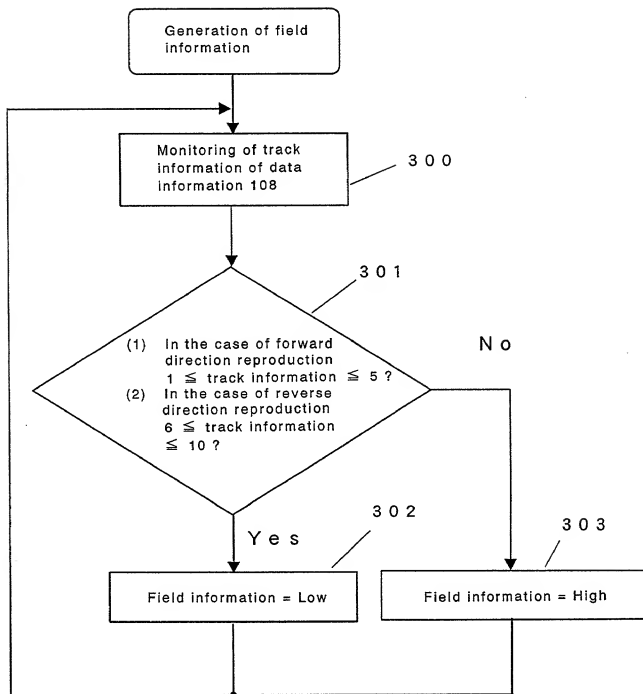 Generation of field
information
Monitoring of track
information of data
information 108
300
301
(1) In the case of forward
direction reproduction
1 ≦ track information ≦ 5 ?
(2) In the case of reverse
direction reproduction
6 ≦ track information
≦ 10 ?
No
Yes
302
303
Field information = Low
Field information = High